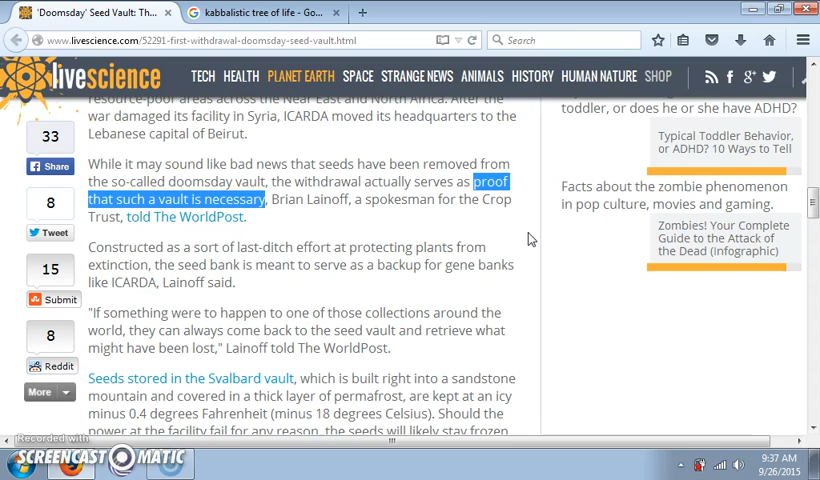 'Doomsday' Seed Vault: Th...
kabbalistic tree of life - Go...
www.livescience.com/52291-first-withdrawal-doomsday-seed-vault.html
Search
livescience
TECH HEALTH PLANET EARTH SPACE STRANGE NEWS ANIMALS HISTORY HUMAN NATURE SHOP
resource-poor areas across the Near East and North Africa. After the
war damaged its facility in Syria, ICARDA moved its headquarters to the
Lebanese capital of Beirut.
While it may sound like bad news that seeds have been removed from
the so-called doomsday vault, the withdrawal actually serves as proof
that such a vault is necessary, Brian Lainoff, a spokesman for the Crop
Trust, told The WorldPost.
Constructed as a sort of last-ditch effort at protecting plants from
extinction, the seed bank is meant to serve as a backup for gene banks
like ICARDA, Lainoff said.
"If something were to happen to one of those collections around the
world, they can always come back to the seed vault and retrieve what
might have been lost," Lainoff told The WorldPost.
Seeds stored in the Svalbard vault, which is built right into a sandstone
mountain and covered in a thick layer of permafrost, are kept at an icy
minus 0.4 degrees Fahrenheit (minus 18 degrees Celsius). Should the
power at the facility fail for any reason, the seeds will likely stay frozen
33
Share
8
Tweet
15
Submit
8
Reddit
More
toddler, or does he or she have ADHD?
Typical Toddler Behavior,
or ADHD? 10 Ways to Tell
Facts about the zombie phenomenon
in pop culture, movies and gaming.
Zombies! Your Complete
Guide to the Attack of
the Dead (Infographic)
Recorded with
SCREENCAST MATIC
9:37 AM
9/26/2015